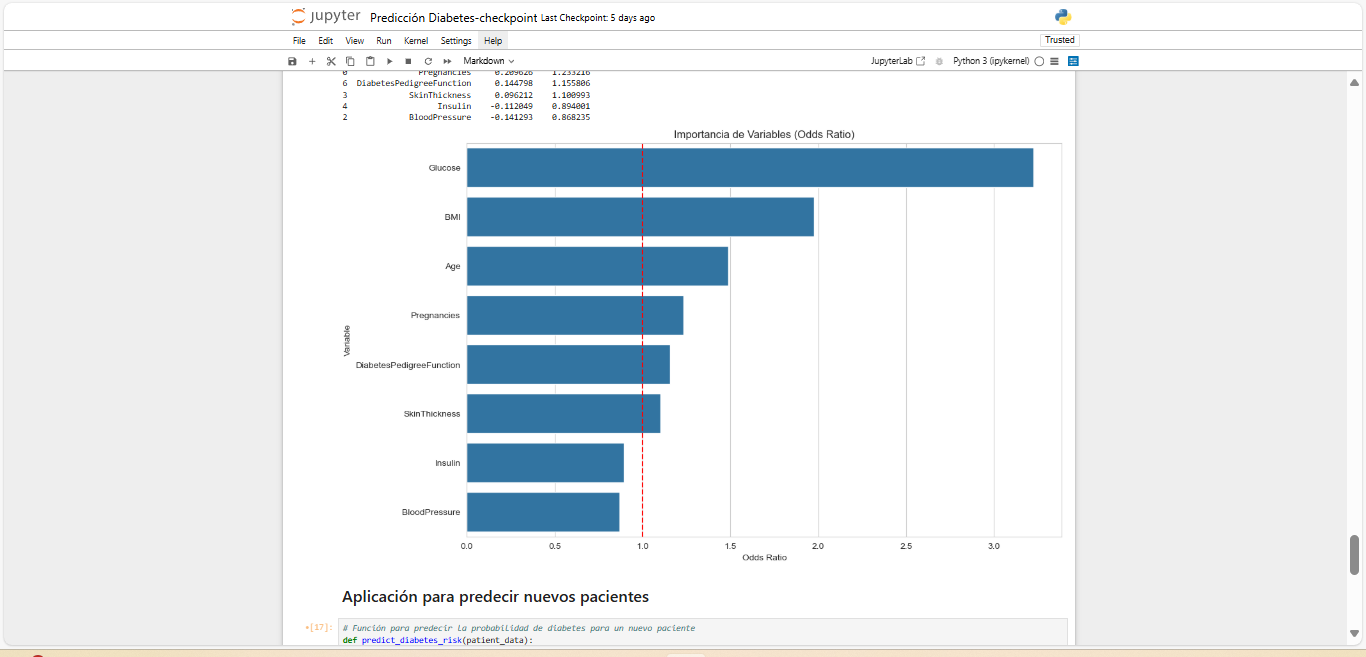 jupyter Predicción Diabetes-checkpoint Last Checkpoint: 5 days ago
File Edit View Run Kernel Settings Help Trusted
Markdown JupyterLab Python 3 (ipykernel)
0 Pregnancies 0.209626 1.233216
6 DiabetesPedigreeFunction 0.144798 1.155806
3 SkinThickness 0.096212 1.100993
4 Insulin -0.112049 0.894001
2 BloodPressure -0.141293 0.868235
Importancia de Variables (Odds Ratio)
Glucose
BMI
Age
Pregnancies
Variable
DiabetesPedigreeFunction
SkinThickness
Insulin
BloodPressure
0.0 0.5 1.0 1.5 2.0 2.5 3.0
Odds Ratio
Aplicación para predecir nuevos pacientes
[17]: # Función para predecir la probabilidad de diabetes para un nuevo paciente
def predict_diabetes_risk(patient_data):